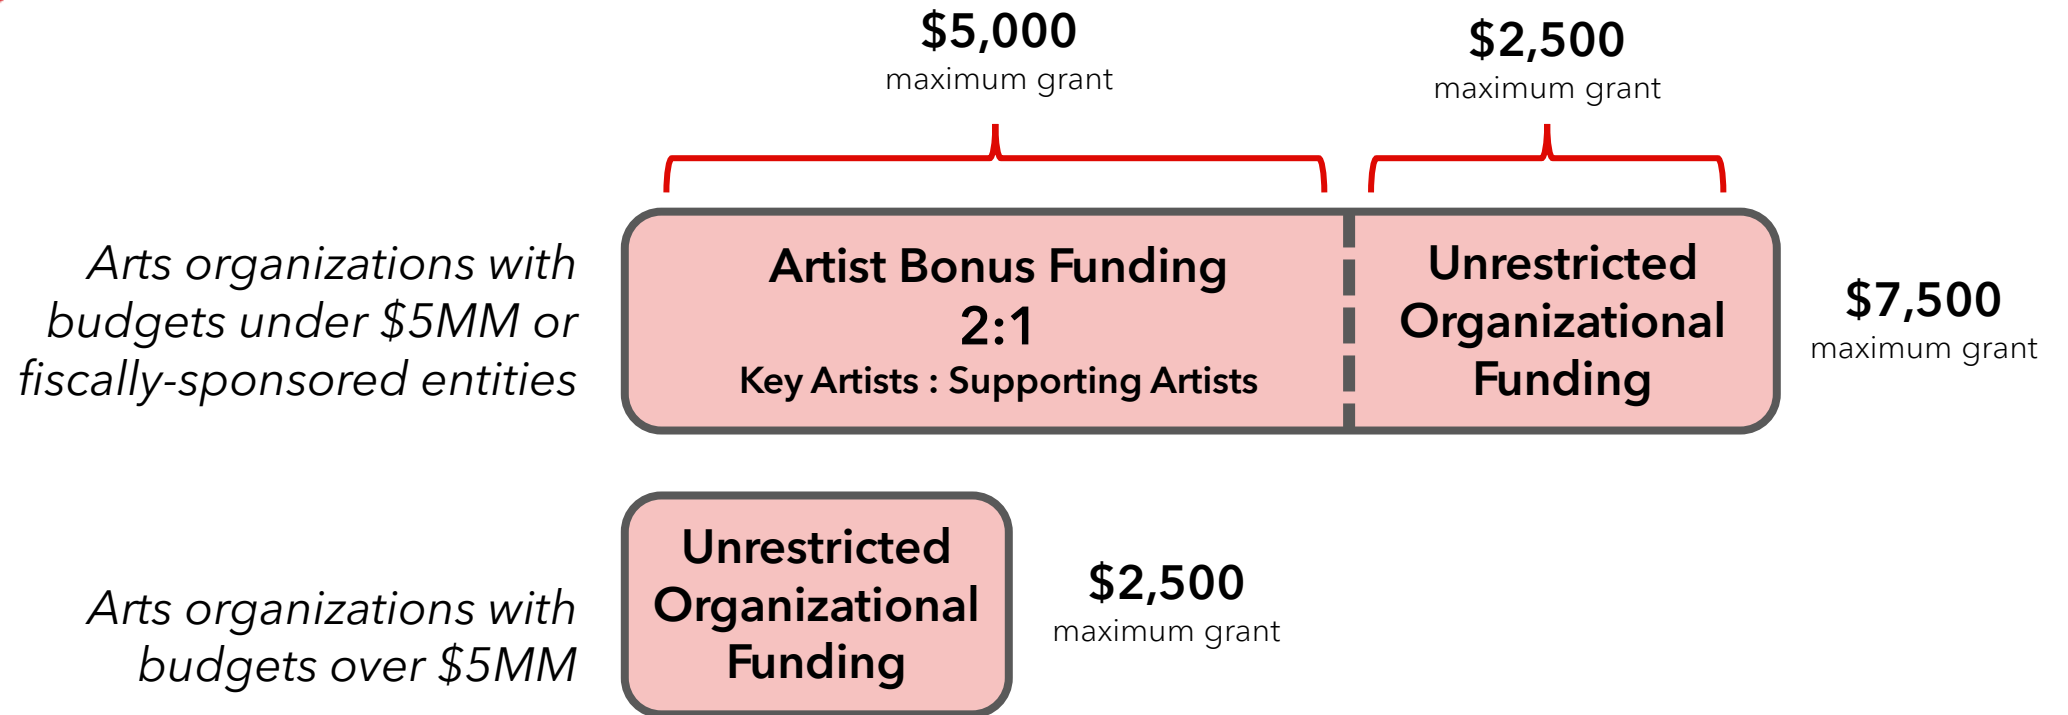 $5,000
maximum grant
$2,500
maximum grant
Arts organizations with
budgets under $5MM or
fiscally-sponsored entities
Artist Bonus Funding
2:1
Key Artists : Supporting Artists
Unrestricted
Organizational
Funding
$7,500
maximum grant
Arts organizations with
budgets over $5MM
Unrestricted
Organizational
Funding
$2,500
maximum grant